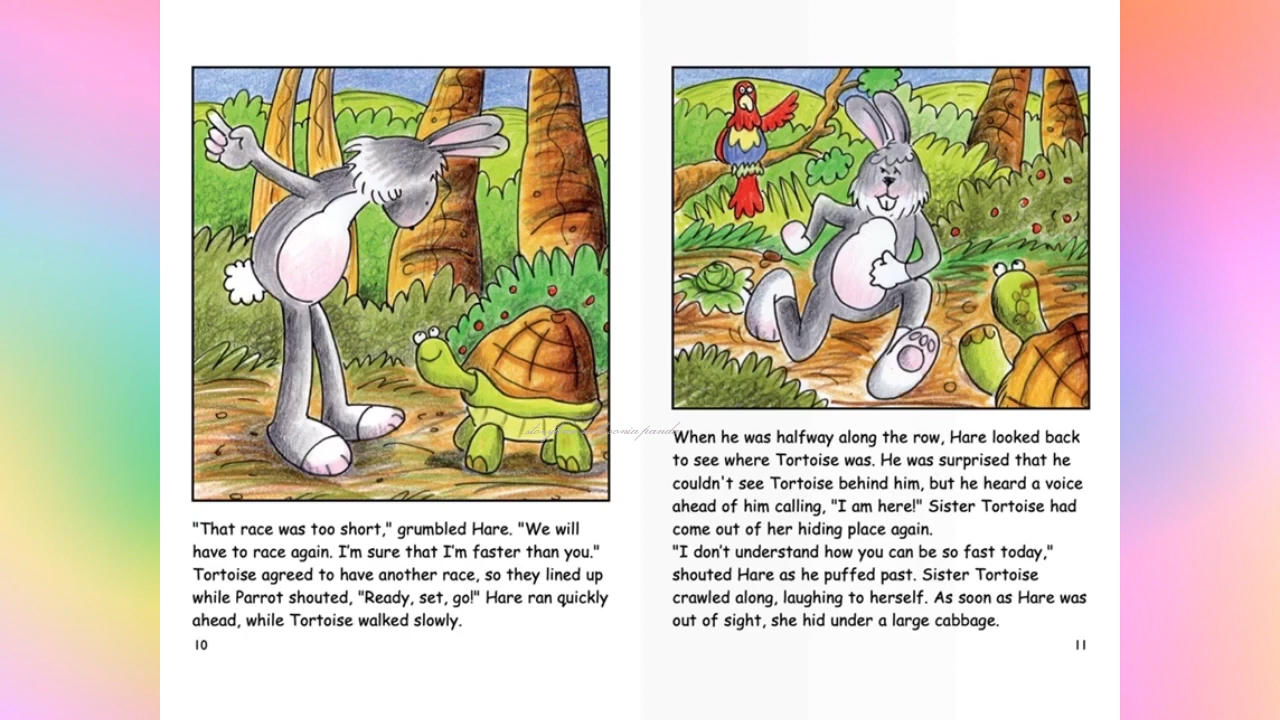 "That race was too short," grumbled Hare. "We will
have to race again. I'm sure that I'm faster than you."
Tortoise agreed to have another race, so they lined up
while Parrot shouted, "Ready, set, go!" Hare ran quickly
ahead, while Tortoise walked slowly.
10
When he was halfway along the row, Hare looked back
to see where Tortoise was. He was surprised that he
couldn't see Tortoise behind him, but he heard a voice
ahead of him calling, "I am here!" Sister Tortoise had
come out of her hiding place again.
"I don't understand how you can be so fast today,"
shouted Hare as he puffed past. Sister Tortoise
crawled along, laughing to herself. As soon as Hare was
out of sight, she hid under a large cabbage.
11